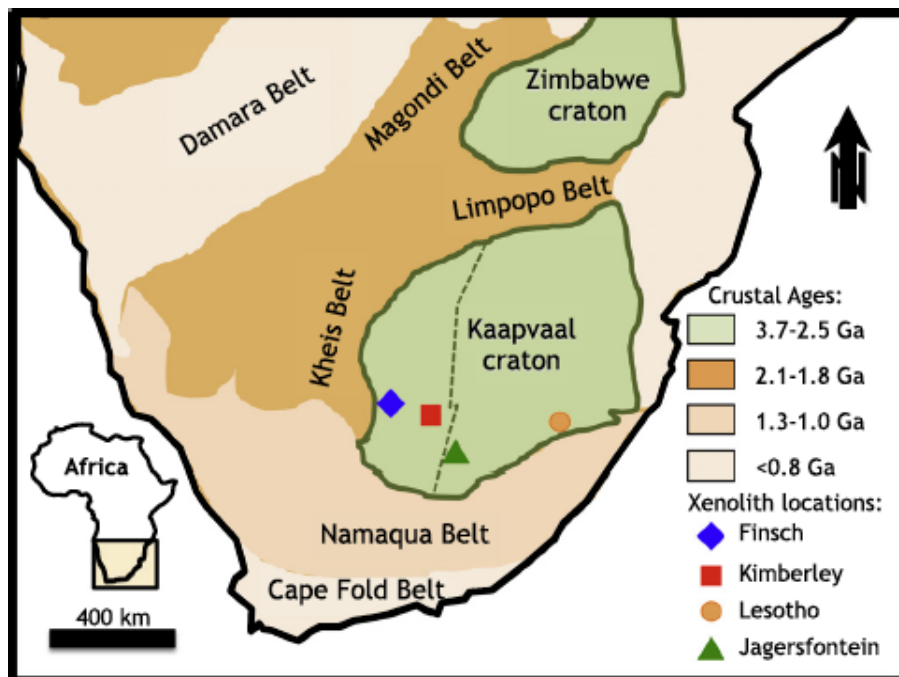 Damara Belt
Magondi Belt
Zimbabwe
craton
N
Limpopo Belt
Kheis Belt
Kaapvaal
craton
Crustal Ages:
3.7-2.5 Ga
2.1-1.8 Ga
1.3-1.0 Ga
<0.8 Ga
Africa
Namaqua Belt
Cape Fold Belt
400 km
Xenolith locations:
Finsch
Kimberley
Lesotho
Jagersfontein